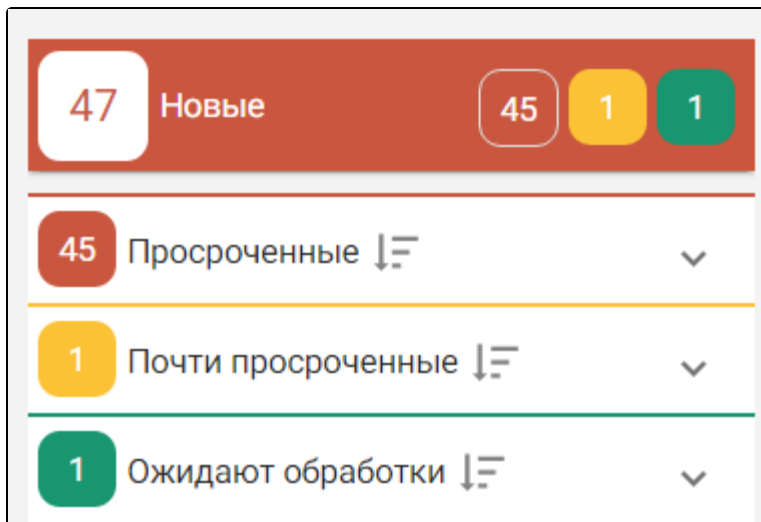 47 Новые 45 1 1
45 Просроченные
1 Почти просроченные
1 Ожидают обработки